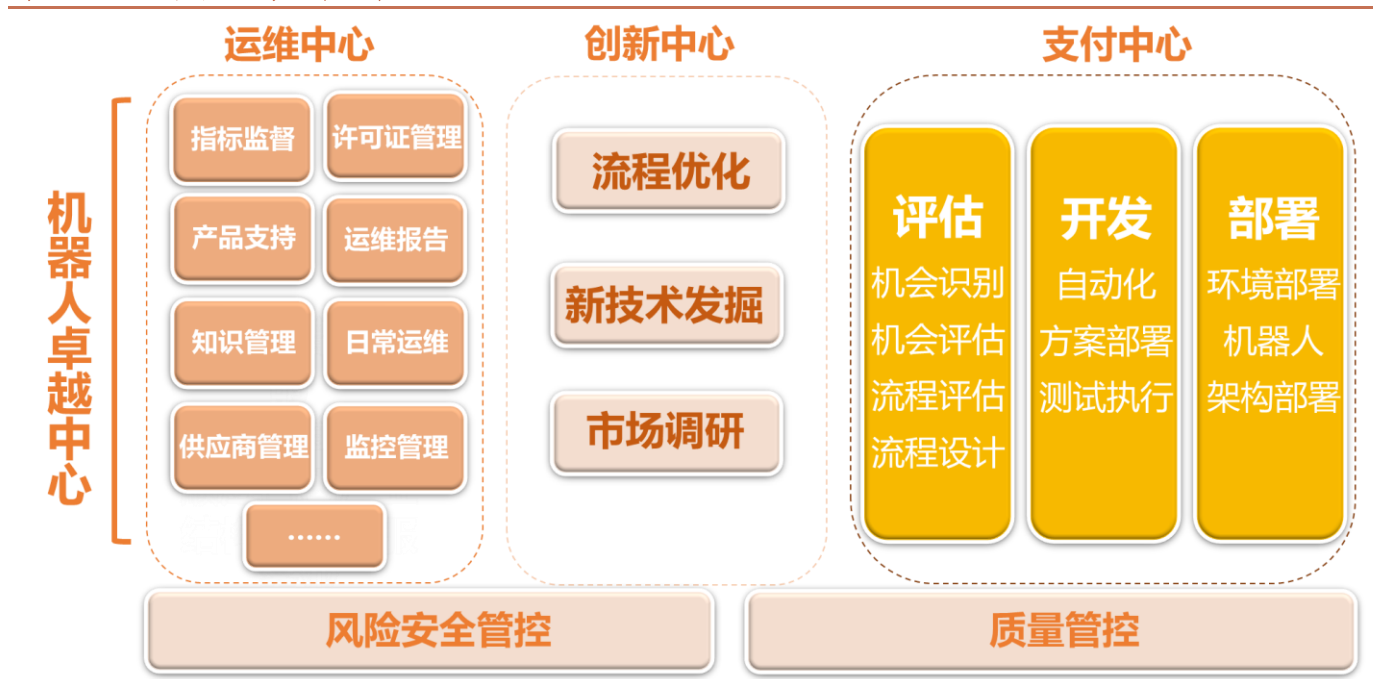 运维中心
创新中心
支付中心
机器人卓越中心
指标监督
许可证管理
产品支持
运维报告
知识管理
日常运维
供应商管理
监控管理
······
流程优化
新技术发掘
市场调研
评估
机会识别
机会评估
流程评估
流程设计
开发
自动化
方案部署
测试执行
部署
环境部署
机器人
架构部署
风险安全管控
质量管控